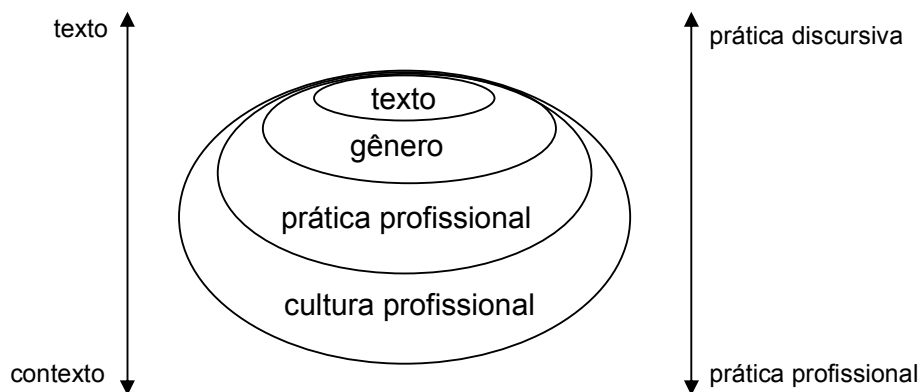 texto
prática discursiva
texto
gênero
prática profissional
cultura profissional
contexto
prática profissional